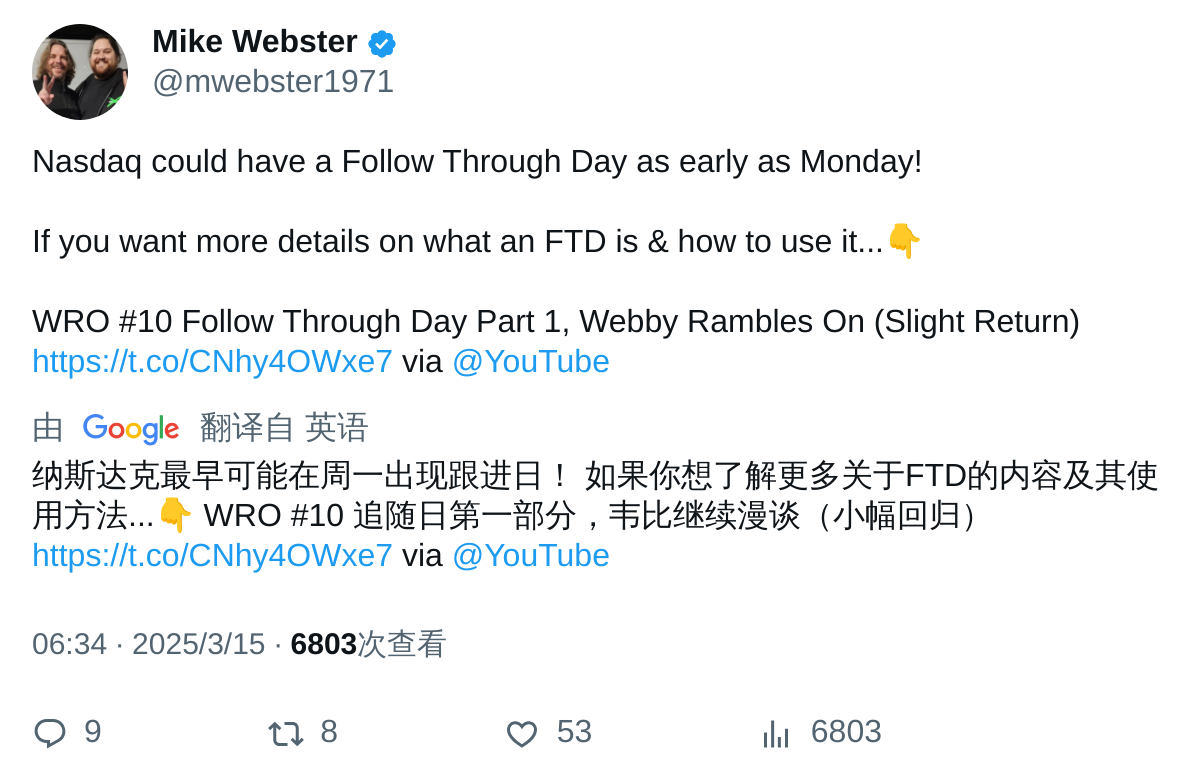 Mike Webster
@mwebster1971
Nasdaq could have a Follow Through Day as early as Monday!
If you want more details on what an FTD is & how to use it...👇
WRO #10 Follow Through Day Part 1, Webby Rambles On (Slight Return)
https://t.co/CNhy4OWxe7 via @YouTube
由 Google 翻译自 英语
纳斯达克最早可能在周一出现跟进日！ 如果你想了解更多关于FTD的内容及其使
用方法...👇 WRO #10 追随日第一部分，韦比继续漫谈（小幅回归）
https://t.co/CNhy4OWxe7 via @YouTube
06:34 · 2025/3/15 · 6803次查看
9 8 53 6803